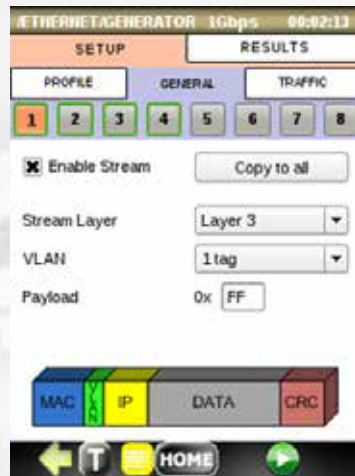 /ETHERNET/GENERATOR 1Gbps 00:02:13
SETUP RESULTS
PROFILE GENERAL TRAFFIC
1 2 3 4 5 6 7 8
Enable Stream Copy to all
Stream Layer Layer 3
VLAN 1 tag
Payload 0x FF
MAC VLAN IP DATA CRC
T HOME